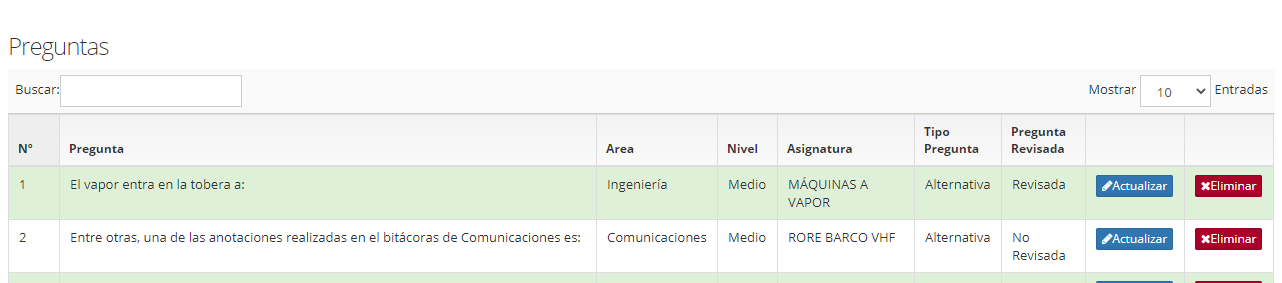 Preguntas
Buscar:
Mostrar 10 Entradas
N° Pregunta Area Nivel Asignatura Tipo Pregunta Pregunta Revisada
1 El vapor entra en la tobera a: Ingeniería Medio MÁQUINAS A VAPOR Alternativa Revisada Actualizar Eliminar
2 Entre otras, una de las anotaciones realizadas en el bitácoras de Comunicaciones es: Comunicaciones Medio RORE BARCO VHF Alternativa No Revisada Actualizar Eliminar